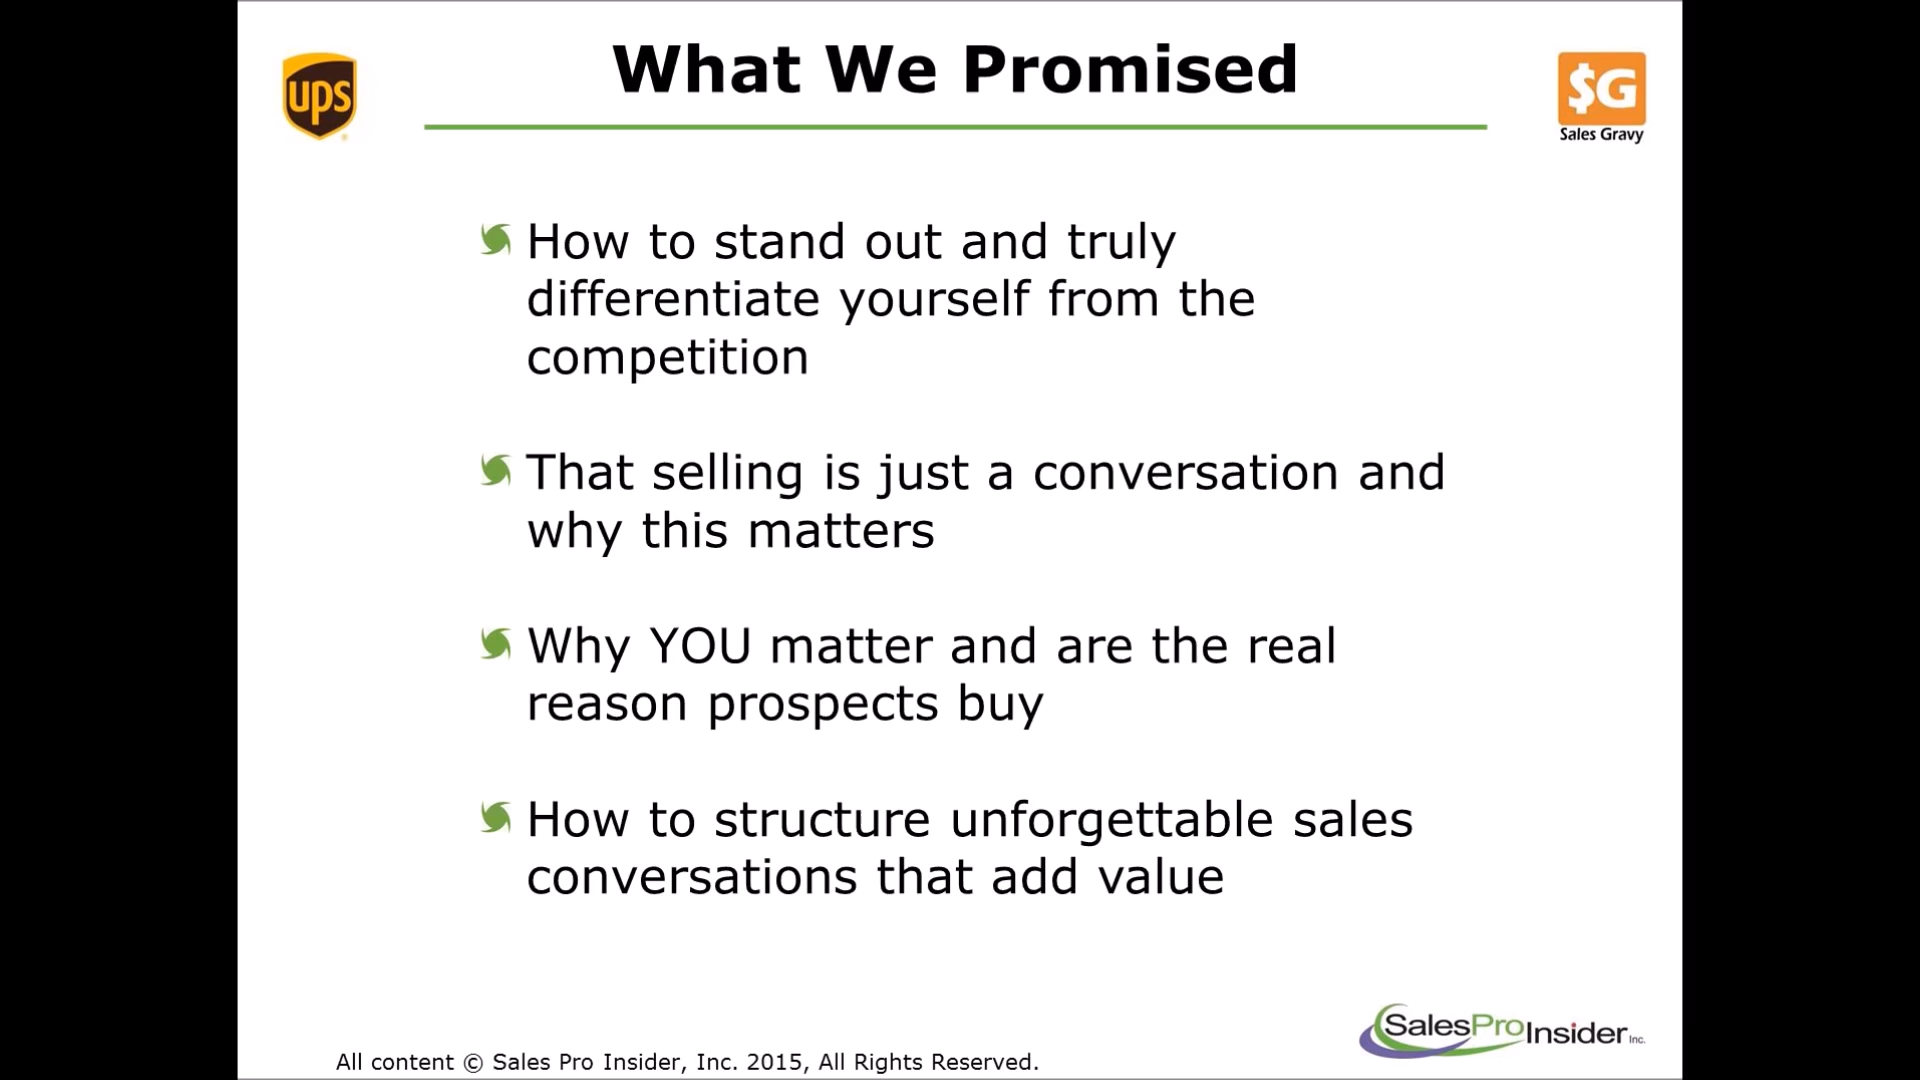 What We Promised
ups
$G
Sales Gravy
How to stand out and truly
differentiate yourself from the
competition
That selling is just a conversation and
why this matters
Why YOU matter and are the real
reason prospects buy
How to structure unforgettable sales
conversations that add value
SalesProInsider Inc.
All content © Sales Pro Insider, Inc. 2015, All Rights Reserved.